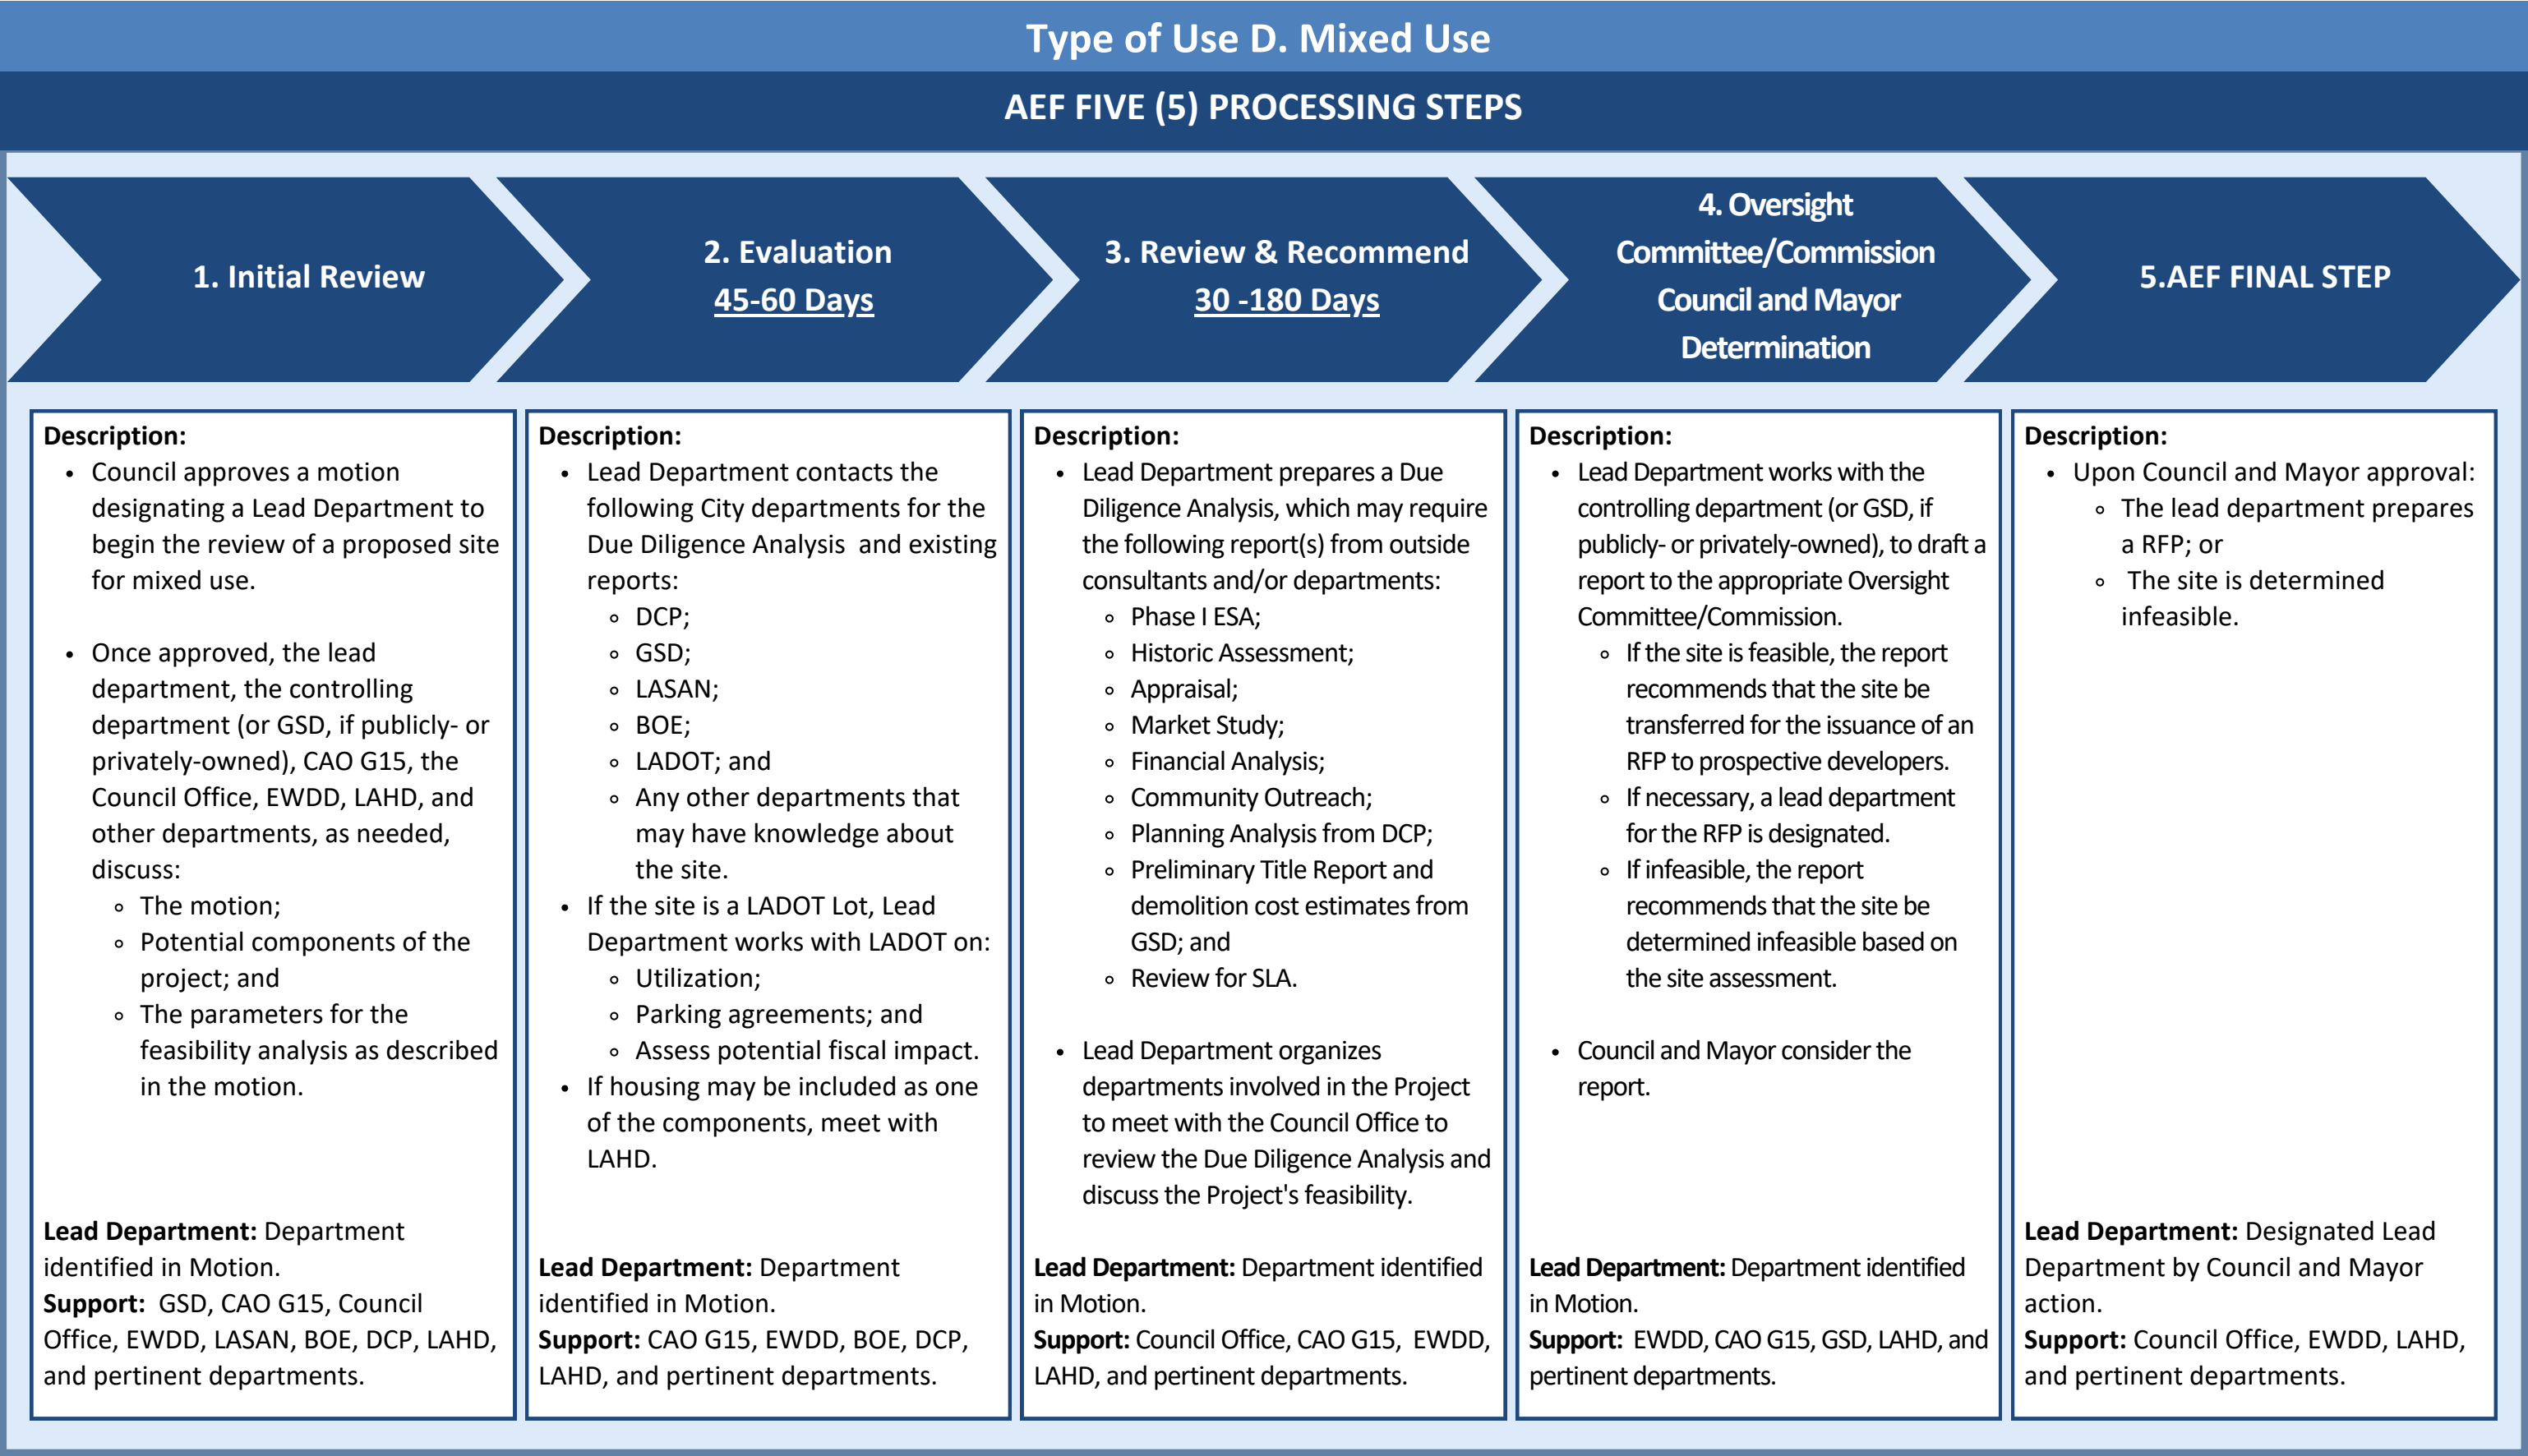 Type of Use D. Mixed Use
AEF FIVE (5) PROCESSING STEPS
1. Initial Review
2. Evaluation
45-60 Days
3. Review & Recommend
30 -180 Days
4. Oversight
Committee/Commission
Council and Mayor
Determination
5.AEF FINAL STEP
Description:
• Council approves a motion
designating a Lead Department to
begin the review of a proposed site
for mixed use.
• Once approved, the lead
department, the controlling
department (or GSD, if publicly- or
privately-owned), CAO G15, the
Council Office, EWDD, LAHD, and
other departments, as needed,
discuss:
◦ The motion;
◦ Potential components of the
project; and
◦ The parameters for the
feasibility analysis as described
in the motion.
Lead Department: Department
identified in Motion.
Support: GSD, CAO G15, Council
Office, EWDD, LASAN, BOE, DCP, LAHD,
and pertinent departments.
Description:
• Lead Department contacts the
following City departments for the
Due Diligence Analysis and existing
reports:
◦ DCP;
◦ GSD;
◦ LASAN;
◦ BOE;
◦ LADOT; and
◦ Any other departments that
may have knowledge about
the site.
• If the site is a LADOT Lot, Lead
Department works with LADOT on:
◦ Utilization;
◦ Parking agreements; and
◦ Assess potential fiscal impact.
• If housing may be included as one
of the components, meet with
LAHD.
Lead Department: Department
identified in Motion.
Support: CAO G15, EWDD, BOE, DCP,
LAHD, and pertinent departments.
Description:
• Lead Department prepares a Due
Diligence Analysis, which may require
the following report(s) from outside
consultants and/or departments:
◦ Phase I ESA;
◦ Historic Assessment;
◦ Appraisal;
◦ Market Study;
◦ Financial Analysis;
◦ Community Outreach;
◦ Planning Analysis from DCP;
◦ Preliminary Title Report and
demolition cost estimates from
GSD; and
◦ Review for SLA.
• Lead Department organizes
departments involved in the Project
to meet with the Council Office to
review the Due Diligence Analysis and
discuss the Project's feasibility.
Lead Department: Department identified
in Motion.
Support: Council Office, CAO G15, EWDD,
LAHD, and pertinent departments.
Description:
• Lead Department works with the
controlling department (or GSD, if
publicly- or privately-owned), to draft a
report to the appropriate Oversight
Committee/Commission.
◦ If the site is feasible, the report
recommends that the site be
transferred for the issuance of an
RFP to prospective developers.
◦ If necessary, a lead department
for the RFP is designated.
◦ If infeasible, the report
recommends that the site be
determined infeasible based on
the site assessment.
• Council and Mayor consider the
report.
Lead Department: Department identified
in Motion.
Support: EWDD, CAO G15, GSD, LAHD, and
pertinent departments.
Description:
• Upon Council and Mayor approval:
◦ The lead department prepares
a RFP; or
◦ The site is determined
infeasible.
Lead Department: Designated Lead
Department by Council and Mayor
action.
Support: Council Office, EWDD, LAHD,
and pertinent departments.